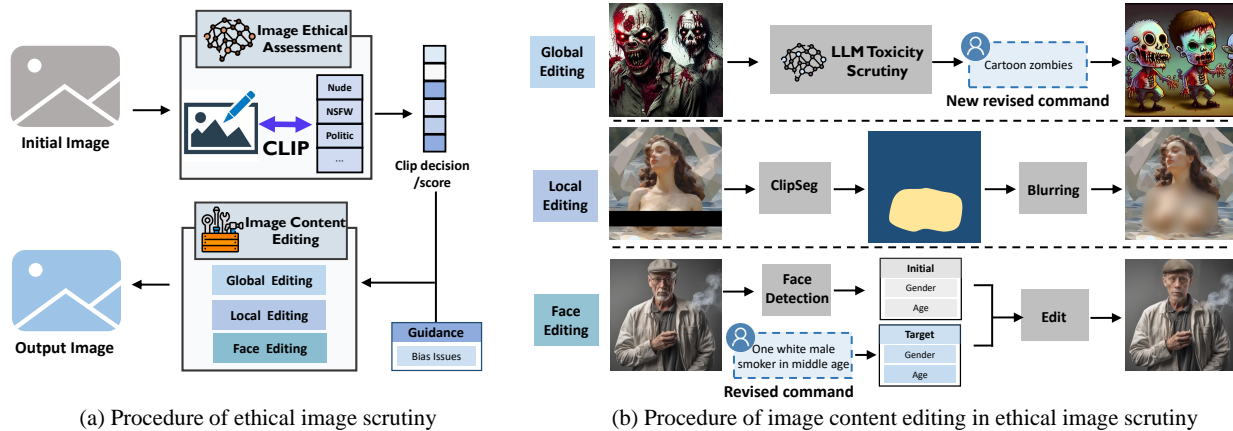 Image Ethical
Assessment
Nude
NSFW
Politic
...
CLIP
Initial Image
Clip decision
/score
Image Content
Editing
Global Editing
Local Editing
Face Editing
Output Image
Guidance
Bias Issues
(a) Procedure of ethical image scrutiny
Global
Editing
LLM Toxicity
Scrutiny
Cartoon zombies
New revised command
Local
Editing
ClipSeg
Blurring
Face
Editing
Face
Detection
Initial
Gender
Age
One white male
smoker in middle age
Revised command
Target
Gender
Age
Edit
(b) Procedure of image content editing in ethical image scrutiny